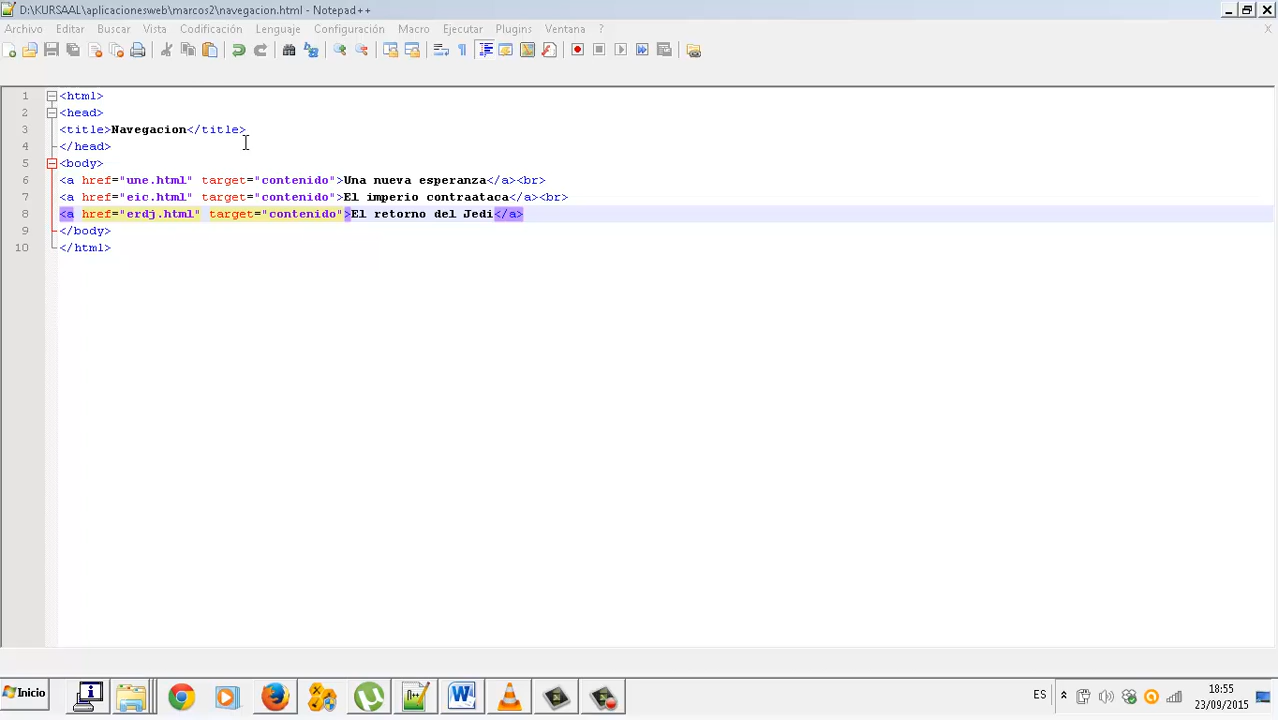 D:\KURSAAL\aplicacionesweb\marcos2\navegacion.html - Notepad++
Archivo Editar Buscar Vista Codificación Lenguaje Configuración Macro Ejecutar Plugins Ventana ? X
1 <html>
2 <head>
3 <title>Navegacion</title>
4 </head>
5 <body>
6 <a href="une.html" target="contenido">Una nueva esperanza</a><br>
7 <a href="eic.html" target="contenido">El imperio contraataca</a><br>
8 <a href="erdj.html" target="contenido">El retorno del Jedi</a>
9 </body>
10 </html>
Inicio
ES
18:55
23/09/2015